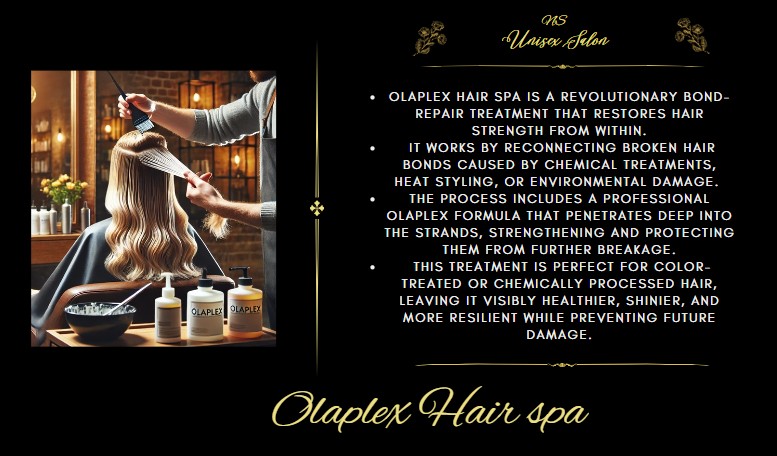 NS
Unisex Salon
• OLAPLEX HAIR SPA IS A REVOLUTIONARY BOND-
REPAIR TREATMENT THAT RESTORES HAIR
STRENGTH FROM WITHIN.
• IT WORKS BY RECONNECTING BROKEN HAIR
BONDS CAUSED BY CHEMICAL TREATMENTS,
HEAT STYLING, OR ENVIRONMENTAL DAMAGE.
• THE PROCESS INCLUDES A PROFESSIONAL
OLAPLEX FORMULA THAT PENETRATES DEEP INTO
THE STRANDS, STRENGTHENING AND PROTECTING
THEM FROM FURTHER BREAKAGE.
• THIS TREATMENT IS PERFECT FOR COLOR-
TREATED OR CHEMICALLY PROCESSED HAIR,
LEAVING IT VISIBLY HEALTHIER, SHINIER, AND
MORE RESILIENT WHILE PREVENTING FUTURE
DAMAGE.
OLAPLEX
OLAPLEX
Olaplex Hair spa